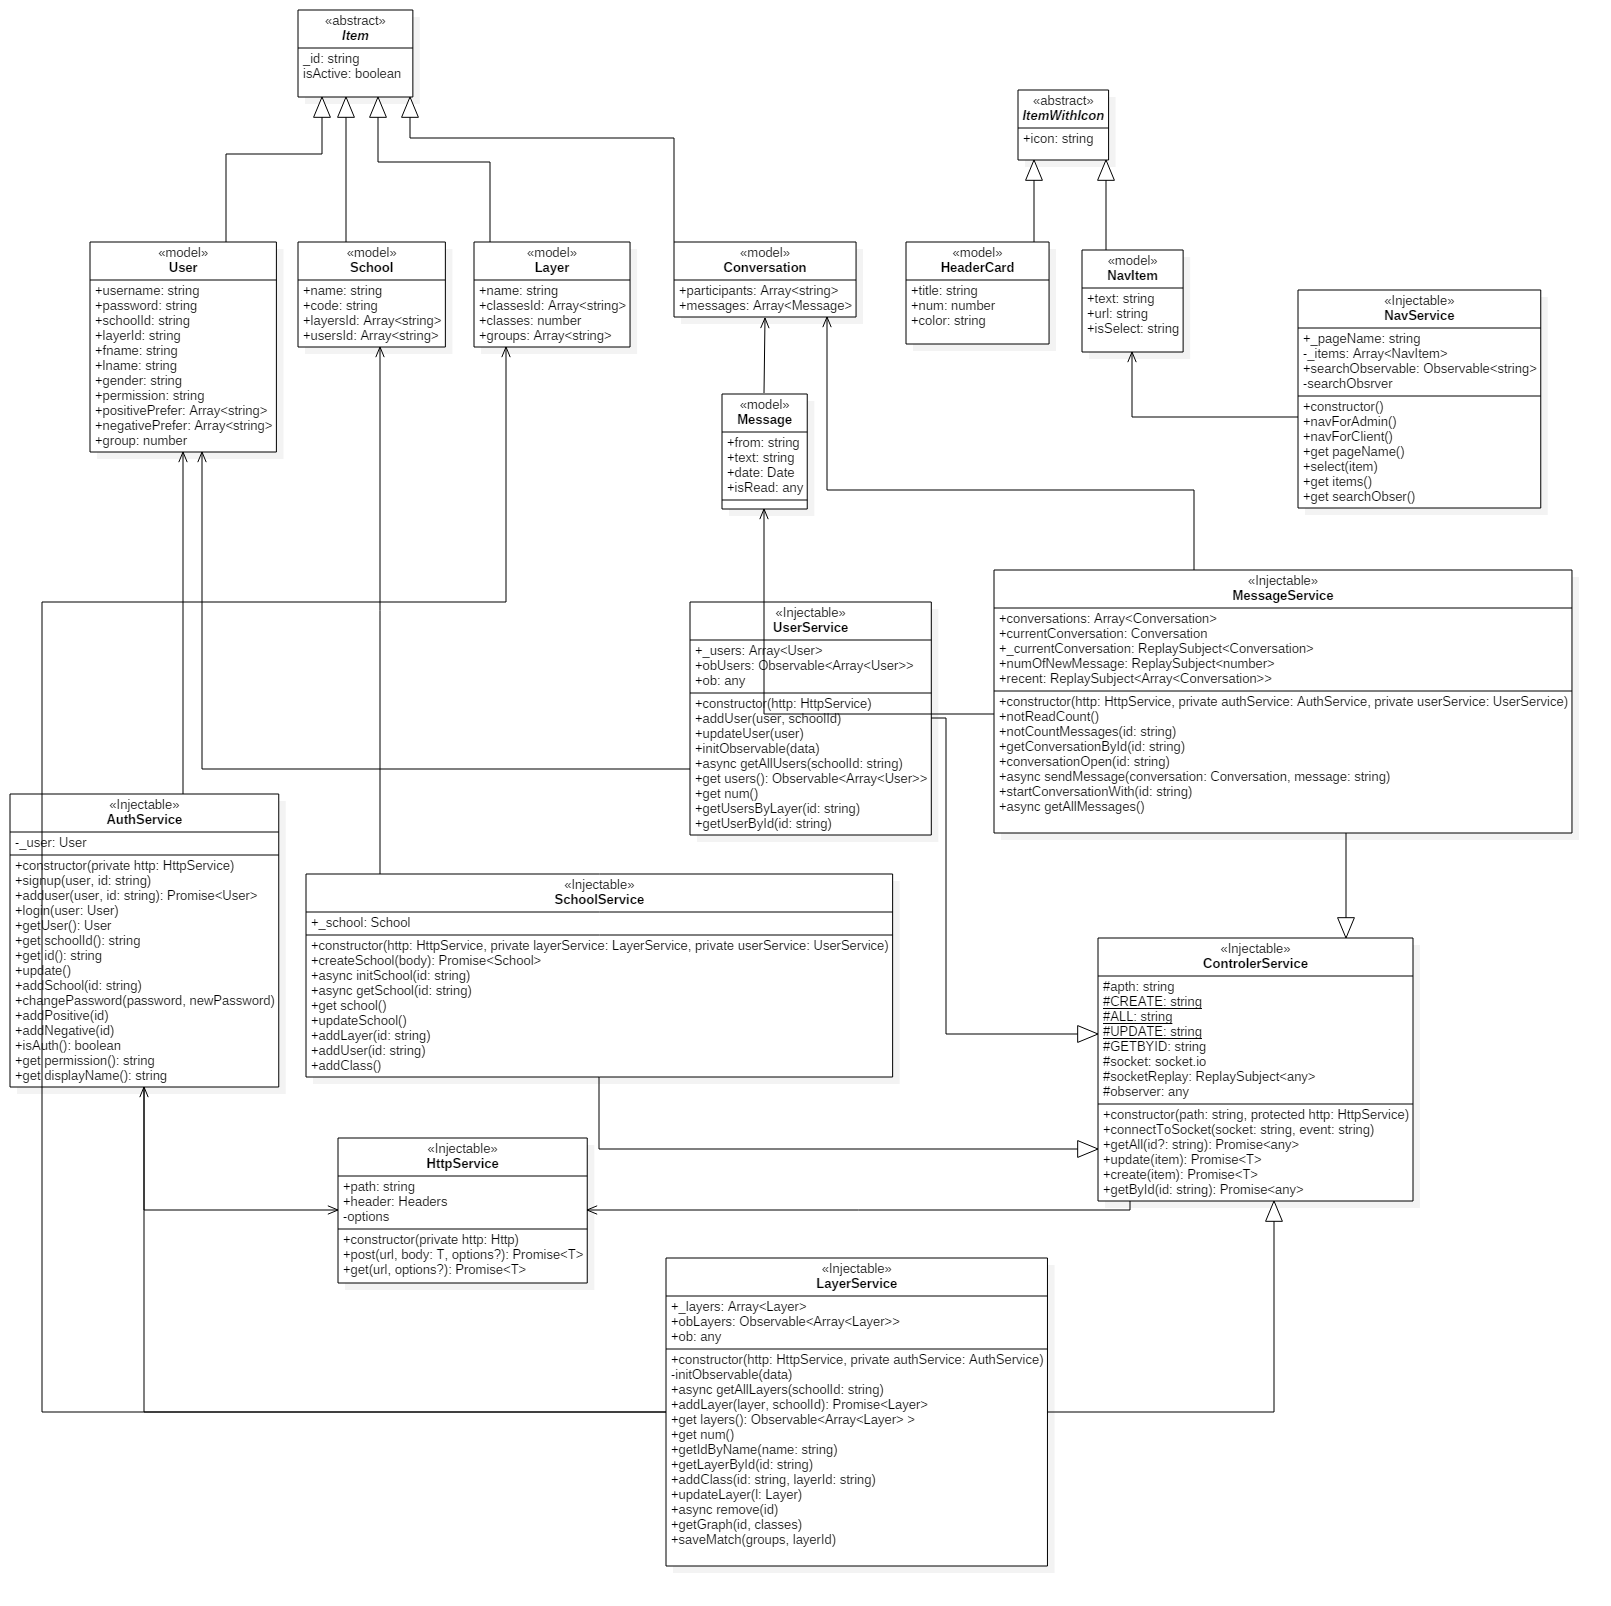 «abstract»
Item
_id: string
isActive: boolean
«abstract»
ItemWithIcon
+icon: string
«model»
User
+username: string
+password: string
+schoolId: string
+layerId: string
+fname: string
+lname: string
+gender: string
+permission: string
+positivePrefer: Array<string>
+negativePrefer: Array<string>
+group: number
«model»
School
+name: string
+code: string
+layersId: Array<string>
+usersId: Array<string>
«model»
Layer
+name: string
+classesId: Array<string>
+classes: number
+groups: Array<string>
«model»
Conversation
+participants: Array<string>
+messages: Array<Message>
«model»
HeaderCard
+title: string
+num: number
+color: string
«model»
NavItem
+text: string
+url: string
+isSelect: string
«Injectable»
NavService
+_pageName: string
-_items: Array<NavItem>
+searchObservable: Observable<string>
-searchObsrver
+constructor()
+navForAdmin()
+navForClient()
+get pageName()
+select(item)
+get items()
+get searchObser()
«model»
Message
+from: string
+text: string
+date: Date
+isRead: any
«Injectable»
UserService
+_users: Array<User>
+obUsers: Observable<Array<User>>
+ob: any
+constructor(http: HttpService)
+addUser(user, schoolId)
+updateUser(user)
+initObservable(data)
+async getAllUsers(schoolId: string)
+get users(): Observable<Array<User>>
+get num()
+getUsersByLayer(id: string)
+getUserById(id: string)
«Injectable»
MessageService
+conversations: Array<Conversation>
+currentConversation: Conversation
+_currentConversation: ReplaySubject<Conversation>
+numOfNewMessage: ReplaySubject<number>
+recent: ReplaySubject<Array<Conversation>>
+constructor(http: HttpService, private authService: AuthService, private userService: UserService)
+notReadCount()
+notCountMessages(id: string)
+getConversationById(id: string)
+conversationOpen(id: string)
+async sendMessage(conversation: Conversation, message: string)
+startConversationWith(id: string)
+async getAllMessages()
«Injectable»
AuthService
-_user: User
+constructor(private http: HttpService)
+signup(user, id: string)
+adduser(user, id: string): Promise<User>
+login(user: User)
+getUser(): User
+get schoolId(): string
+get id(): string
+update()
+addSchool(id: string)
+changePassword(password, newPassword)
+addPositive(id)
+addNegative(id)
+isAuth(): boolean
+get permission(): string
+get displayName(): string
«Injectable»
SchoolService
+_school: School
+constructor(http: HttpService, private layerService: LayerService, private userService: UserService)
+createSchool(body): Promise<School>
+async initSchool(id: string)
+async getSchool(id: string)
+get school()
+updateSchool()
+addLayer(id: string)
+addUser(id: string)
+addClass()
«Injectable»
ControlerService
#apth: string
#CREATE: string
#ALL: string
#UPDATE: string
#GETBYID: string
#socket: socket.io
#socketReplay: ReplaySubject<any>
#observer: any
+constructor(path: string, protected http: HttpService)
+connectToSocket(socket: string, event: string)
+getAll(id?: string): Promise<any>
+update(item): Promise<T>
+create(item): Promise<T>
+getById(id: string): Promise<any>
«Injectable»
HttpService
+path: string
+header: Headers
-options
+constructor(private http: Http)
+post(url, body: T, options?): Promise<T>
+get(url, options?): Promise<T>
«Injectable»
LayerService
+_layers: Array<Layer>
+obLayers: Observable<Array<Layer>>
+ob: any
+constructor(http: HttpService, private authService: AuthService)
-initObservable(data)
+async getAllLayers(schoolId: string)
+addLayer(layer, schoolId): Promise<Layer>
+get layers(): Observable<Array<Layer> >
+get num()
+getIdByName(name: string)
+getLayerById(id: string)
+addClass(id: string, layerId: string)
+updateLayer(l: Layer)
+async remove(id)
+getGraph(id, classes)
+saveMatch(groups, layerId)